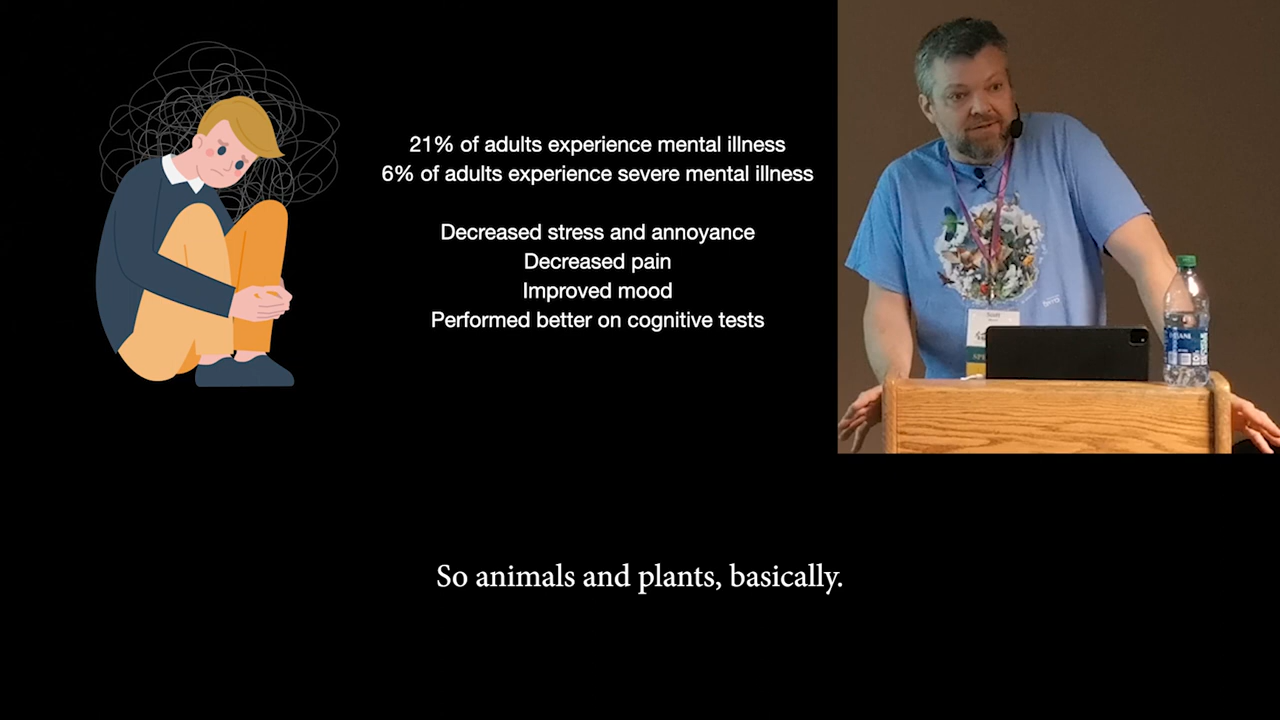 21% of adults experience mental illness
6% of adults experience severe mental illness
Decreased stress and annoyance
Decreased pain
Improved mood
Performed better on cognitive tests
DASANI
So animals and plants, basically.